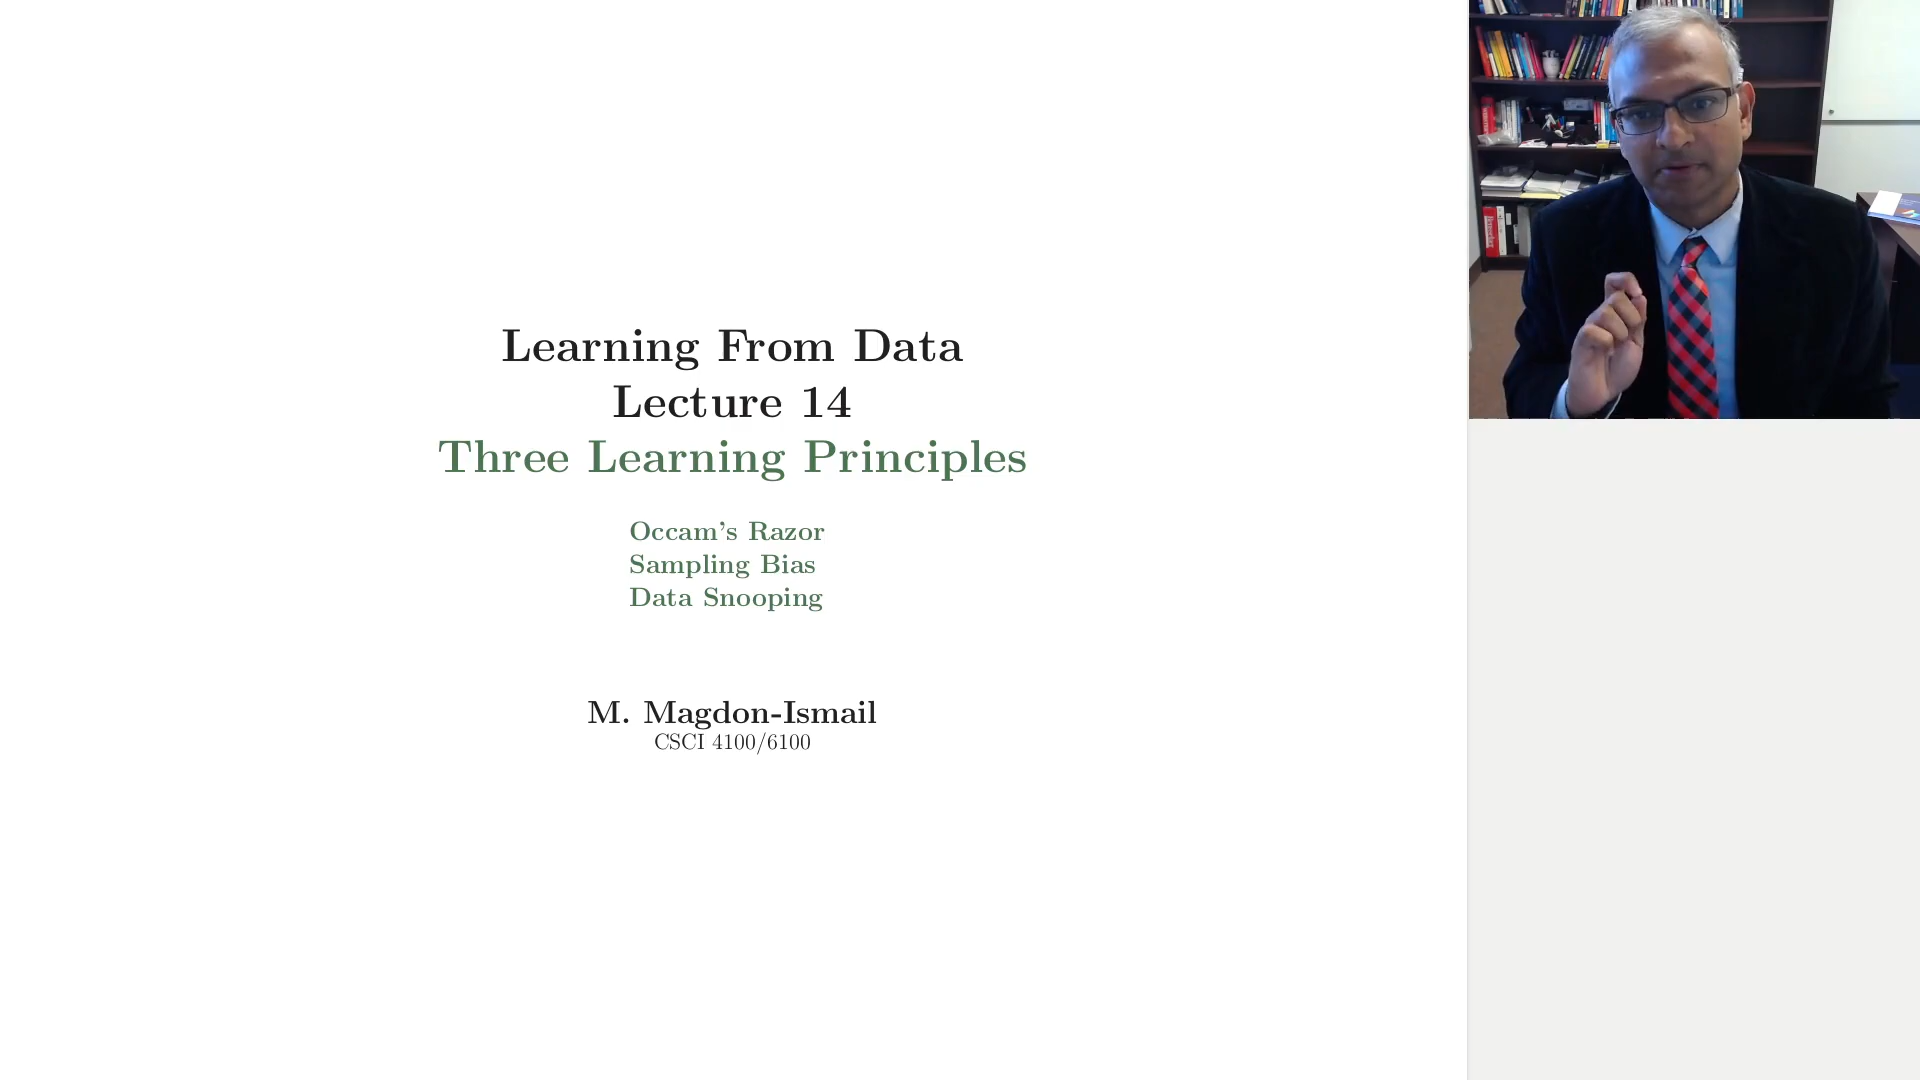 Learning From Data
Lecture 14
Three Learning Principles
Occam's Razor
Sampling Bias
Data Snooping
M. Magdon-Ismail
CSCI 4100/6100